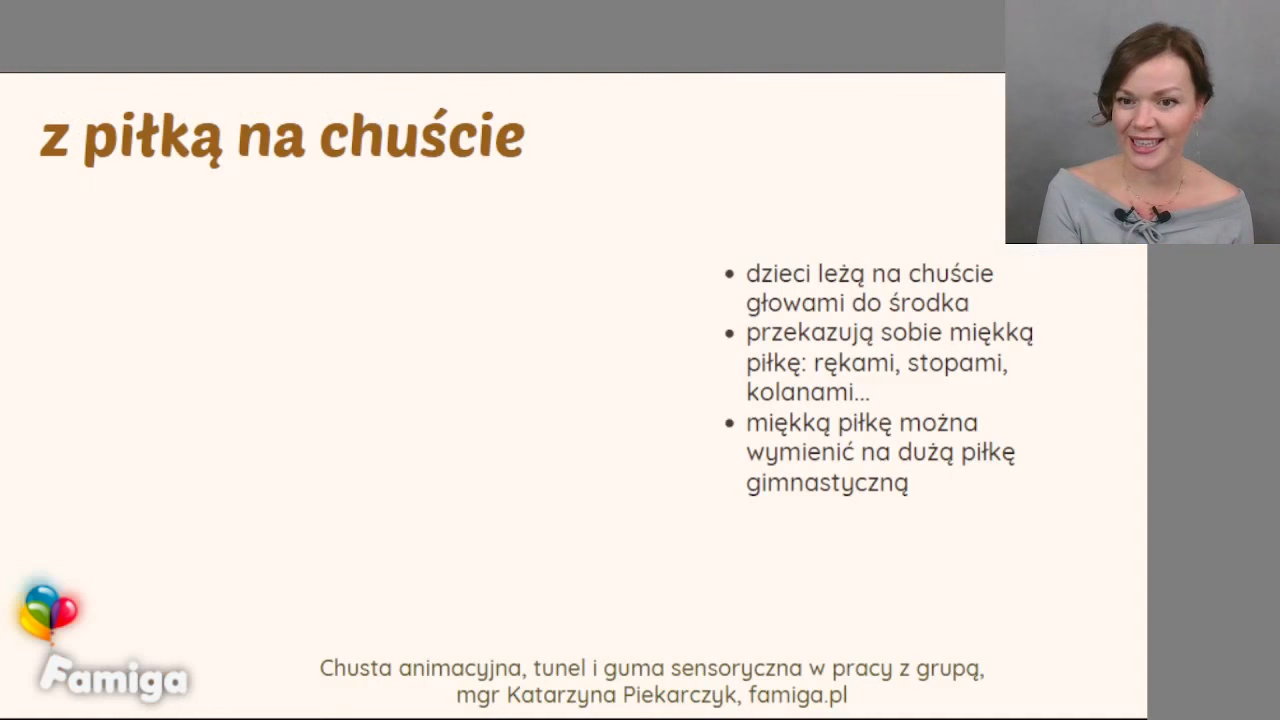 z piłką na chuście
dzieci leżą na chuście
głowami do środka
przekazują sobie miękką
piłkę: rękami, stopami,
kolanami...
miękką piłkę można
wymienić na dużą piłkę
gimnastyczną
Famiga
Chusta animacyjna, tunel i guma sensoryczna w pracy z grupą,
mgr Katarzyna Piekarczyk, famiga.pl